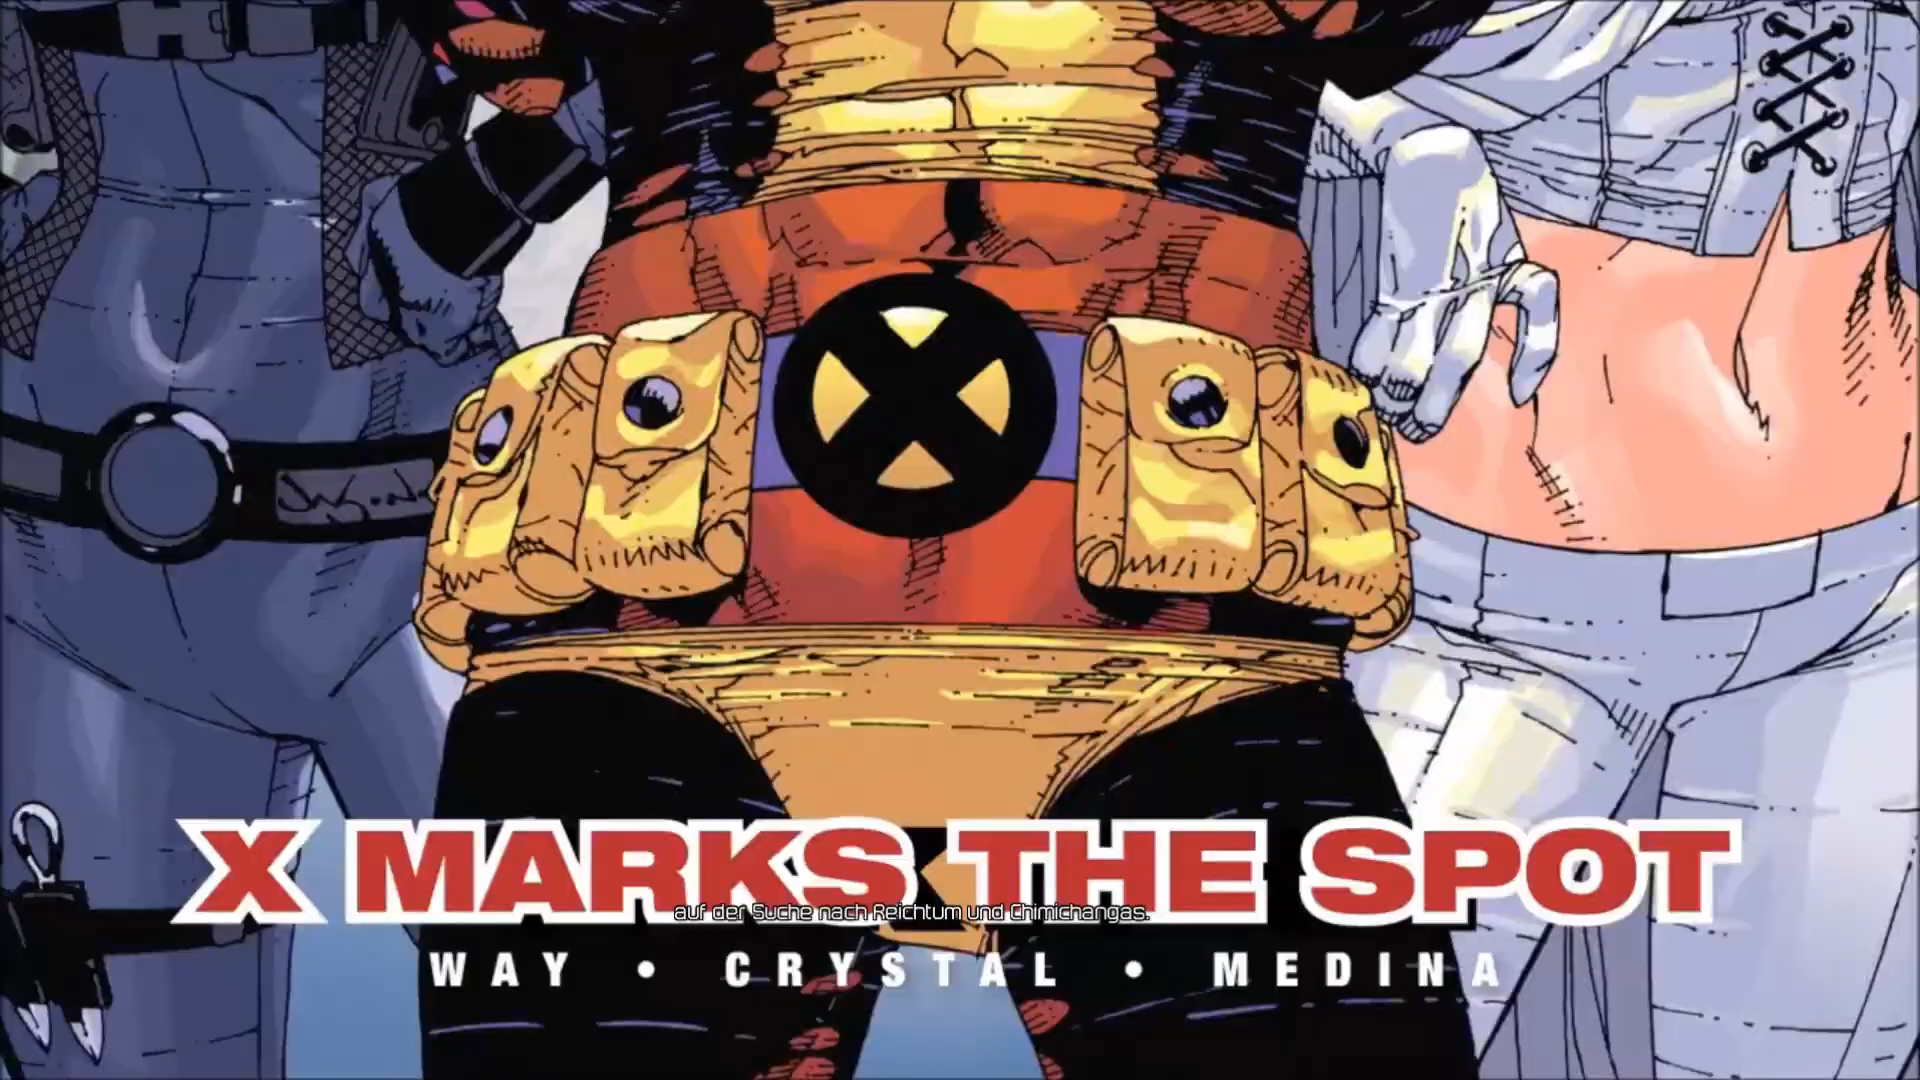 X MARKS THE SPOT
auf der Suche nach Reichtum und Chimichangas.
WAY • CRYSTAL • MEDINA